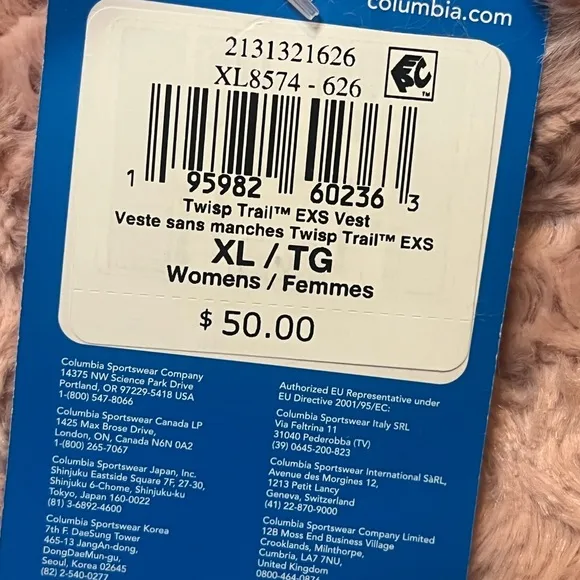 columbia.com
2131321626
XL8574 - 626
1 95982 60236 3
Twisp Trail™ EXS Vest
Veste sans manches Twisp Trail™ EXS
XL / TG
Womens / Femmes
$ 50.00
Columbia Sportswear Company
14375 NW Science Park Drive
Portland, OR 97229-5418 USA
1-(800) 547-8066
Columbia Sportswear Canada LP
1425 Max Brose Drive,
London, ON, Canada N6N 0A2
1-(800) 265-7067
Columbia Sportswear Japan, Inc.
Shinjuku Eastside Square 7F, 27-30,
Shinjuku 6-Chome, Shinjuku-ku
Tokyo, Japan 160-0022
(81) 3-6892-4600
Columbia Sportswear Korea
7th F. DaeSung Tower
465-13 JangAn-dong,
DongDaeMun-gu,
Seoul, Korea 02645
(82) 2-540-0277
Authorized EU Representative under
EU Directive 2001/95/EC:
Columbia Sportswear Italy SRL
Via Feltrina 11
31040 Pederobba (TV)
(39) 0645-200-823
Columbia Sportswear International SàRL,
Avenue des Morgines 12,
1213 Petit Lancy
Geneva, Switzerland
(41) 22-870-9000
Columbia Sportswear Company Limited
12B Moss End Business Village
Crooklands, Milnthorpe,
Cumbria, LA7 7NU,
United Kingdom
0800-464-0874